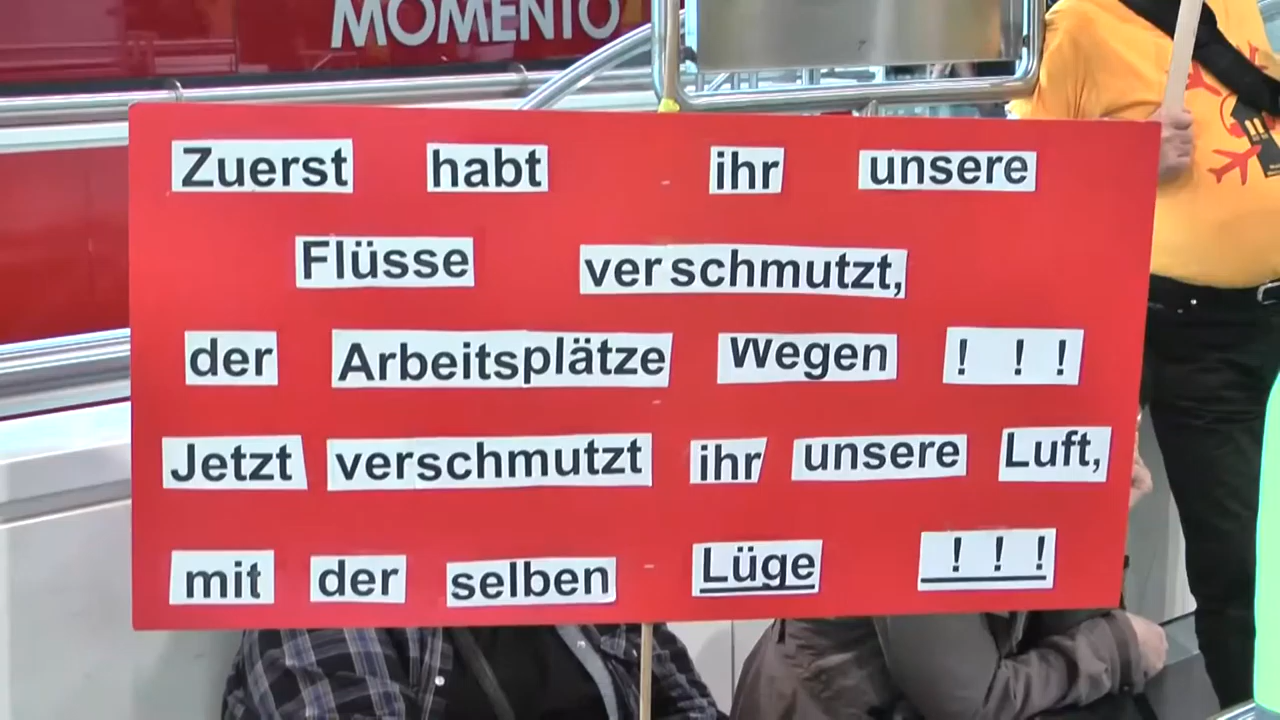 MOMENTO
Zuerst habt ihr unsere
Flüsse verschmutzt,
der Arbeitsplätze wegen ! ! !
Jetzt verschmutzt ihr unsere Luft,
mit der selben Lüge ! ! !